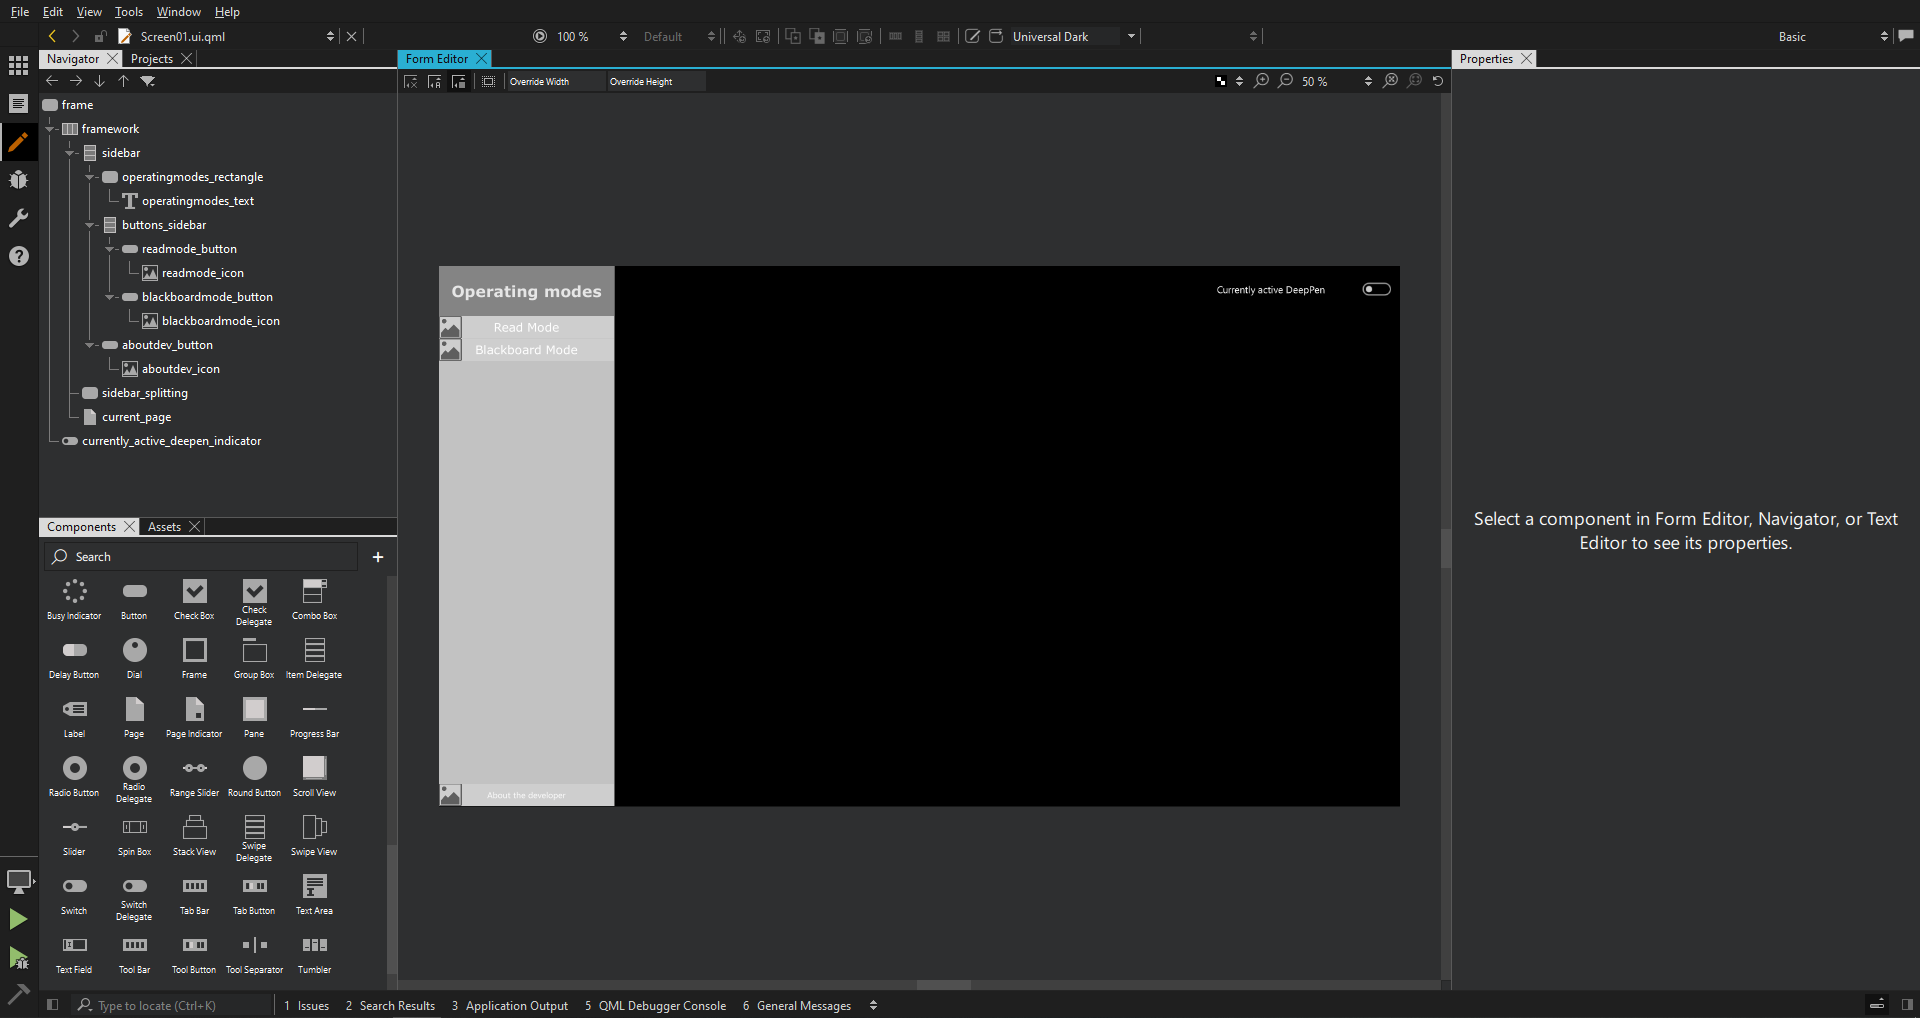 File Edit View Tools Window Help
Screen01.ui.qml 100 % Default Universal Dark Basic
Navigator Projects Form Editor Properties
Override Width Override Height 50 %
frame
framework
sidebar
operatingmodes_rectangle
operatingmodes_text
buttons_sidebar
readmode_button
readmode_icon
blackboardmode_button
blackboardmode_icon
aboutdev_button
aboutdev_icon
sidebar_splitting
current_page
currently_active_deepen_indicator
Operating modes
Read Mode
Blackboard Mode
About the developer
Currently active DeepPen
Select a component in Form Editor, Navigator, or Text
Editor to see its properties.
Components Assets
Search
Busy Indicator Button Check Box Check Delegate Combo Box
Delay Button Dial Frame Group Box Item Delegate
Label Page Page Indicator Pane Progress Bar
Radio Button Radio Delegate Range Slider Round Button Scroll View
Slider Spin Box Stack View Swipe Delegate Swipe View
Switch Switch Delegate Tab Bar Tab Button Text Area
Text Field Tool Bar Tool Button Tool Separator Tumbler
Type to locate (Ctrl+K) 1 Issues 2 Search Results 3 Application Output 5 QML Debugger Console 6 General Messages